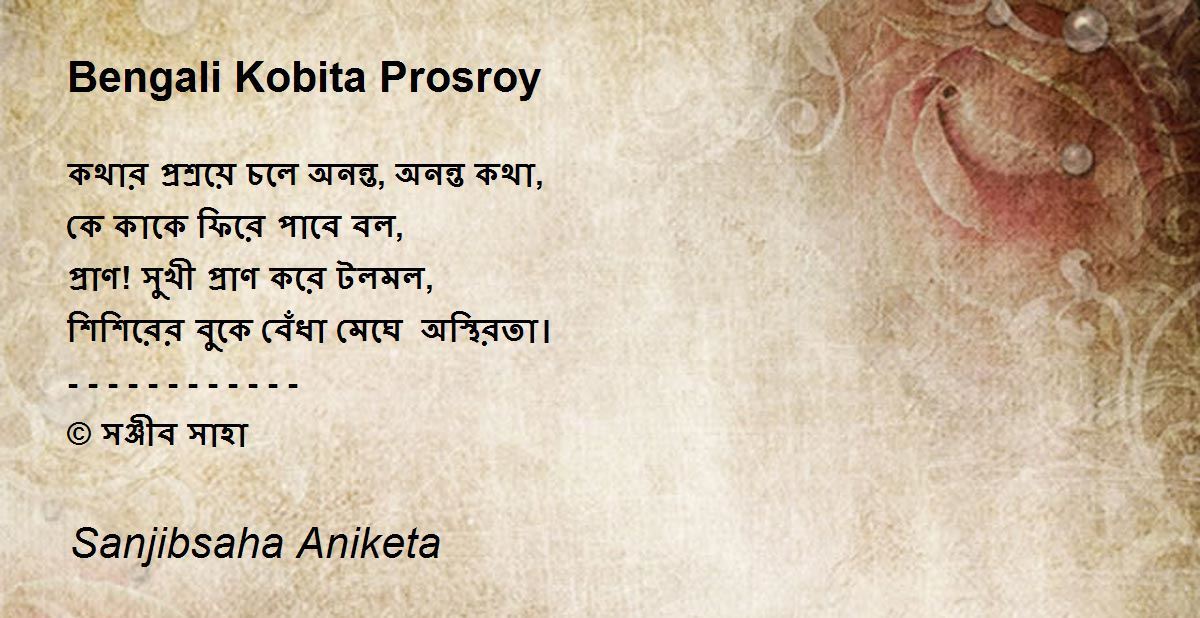 Bengali Kobita Prosroy
কথার প্রশ্রয়ে চলে অনন্ত, অনন্ত কথা,
কে কাকে ফিরে পাবে বল,
প্রাণ! সুখী প্রাণ করে টলমল,
শিশিরের বুকে বেঁধা মেঘে  অস্থিরতা।
- - - - - - - - - - - -
© সঞ্জীব সাহা
Sanjibsaha Aniketa